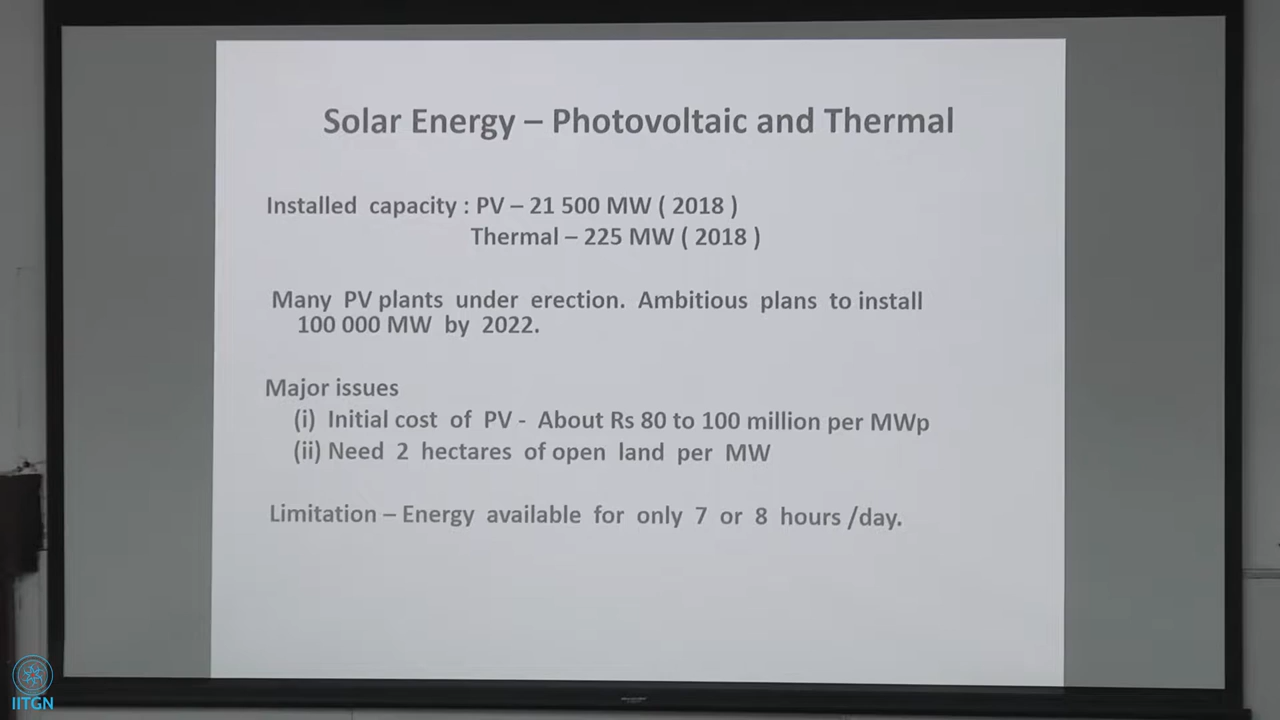 Solar Energy – Photovoltaic and Thermal
Installed capacity : PV – 21 500 MW ( 2018 )
Thermal – 225 MW ( 2018 )
Many PV plants under erection. Ambitious plans to install
100 000 MW by 2022.
Major issues
(i) Initial cost of PV - About Rs 80 to 100 million per MWp
(ii) Need 2 hectares of open land per MW
Limitation – Energy available for only 7 or 8 hours /day.
IITGN